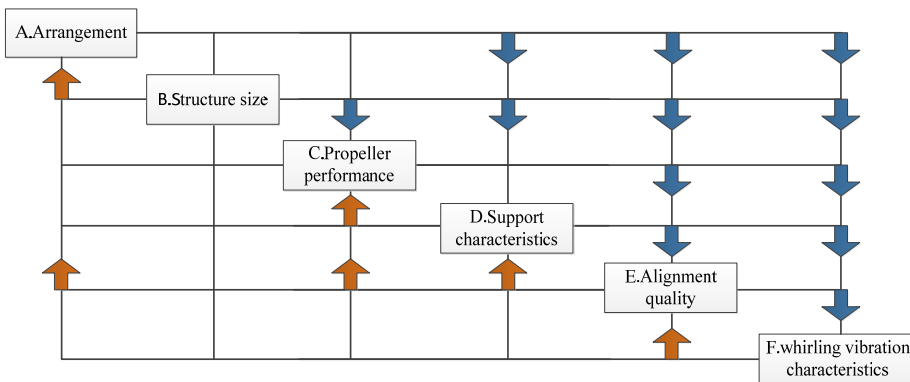 A.Arrangement
B.Structure size
C.Propeller
performance
D.Support
characteristics
E.Alignment
quality
F.whirling vibration
characteristics